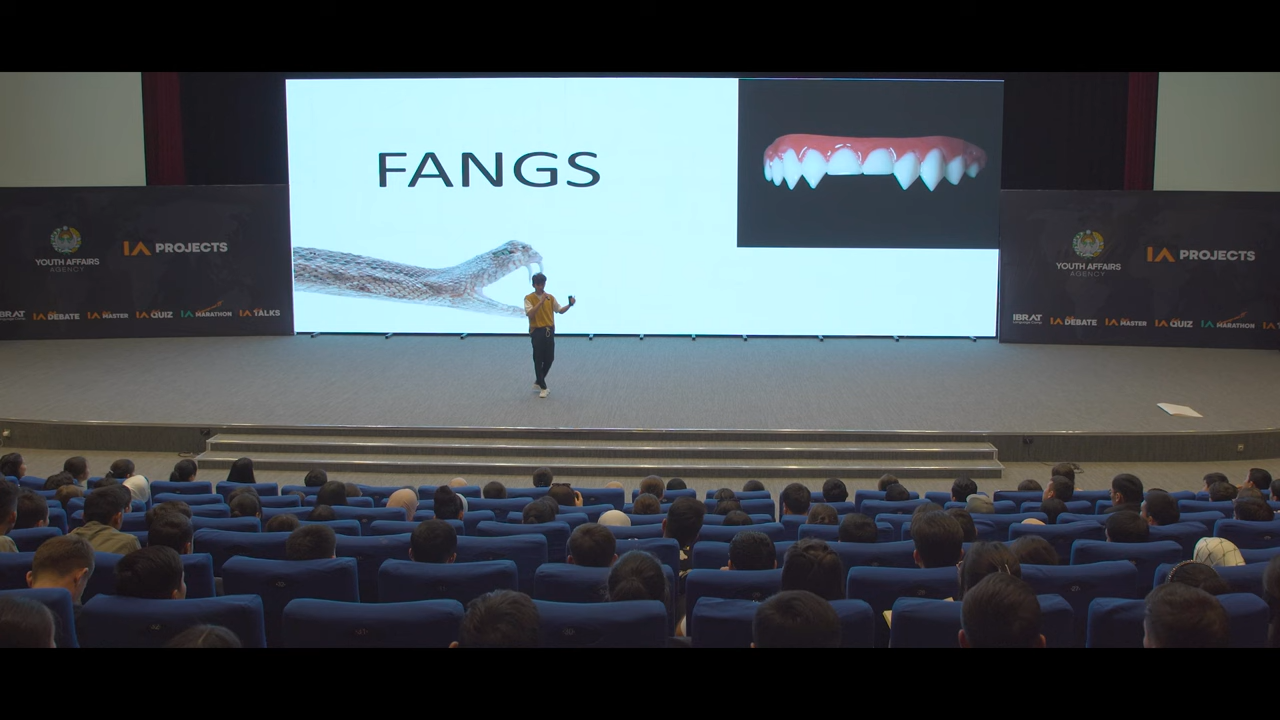 FANGS
YOUTH AFFAIRS
AGENCY
IA PROJECTS
BRAT
IA DEBATE
IA MASTER
IA QUIZ
IA MARATHON
IA TALKS
YOUTH AFFAIRS
AGENCY
IA PROJECTS
IBRAT
IA DEBATE
IA MASTER
IA QUIZ
IA MARATHON